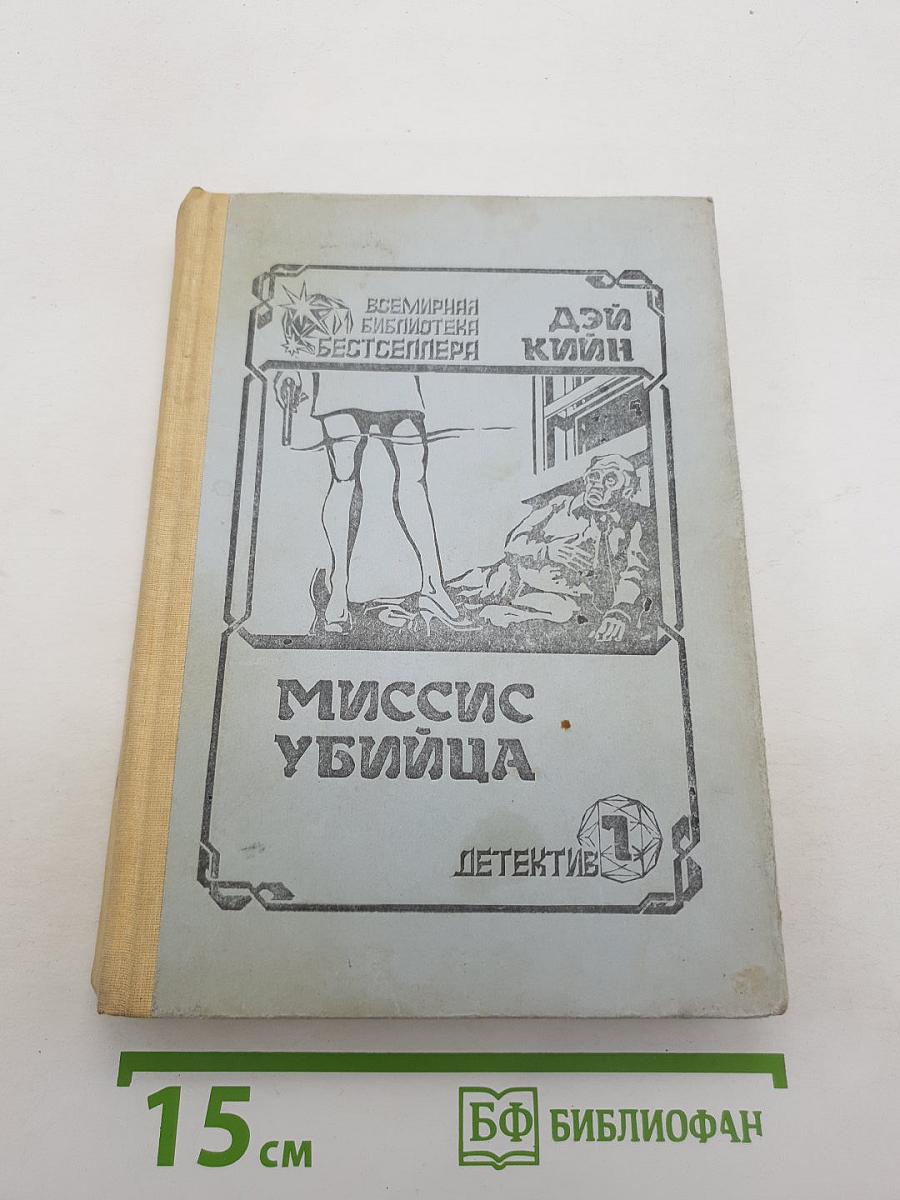 ВСЕМИРНАЯ
БИБЛИОТЕКА
БЕСТСЕЛЛЕРА
ДЭЙ
КИЙН
МИССИС
УБИЙЦА
ДЕТЕКТИВ 1
15 см
БФ БИБЛИОФАН